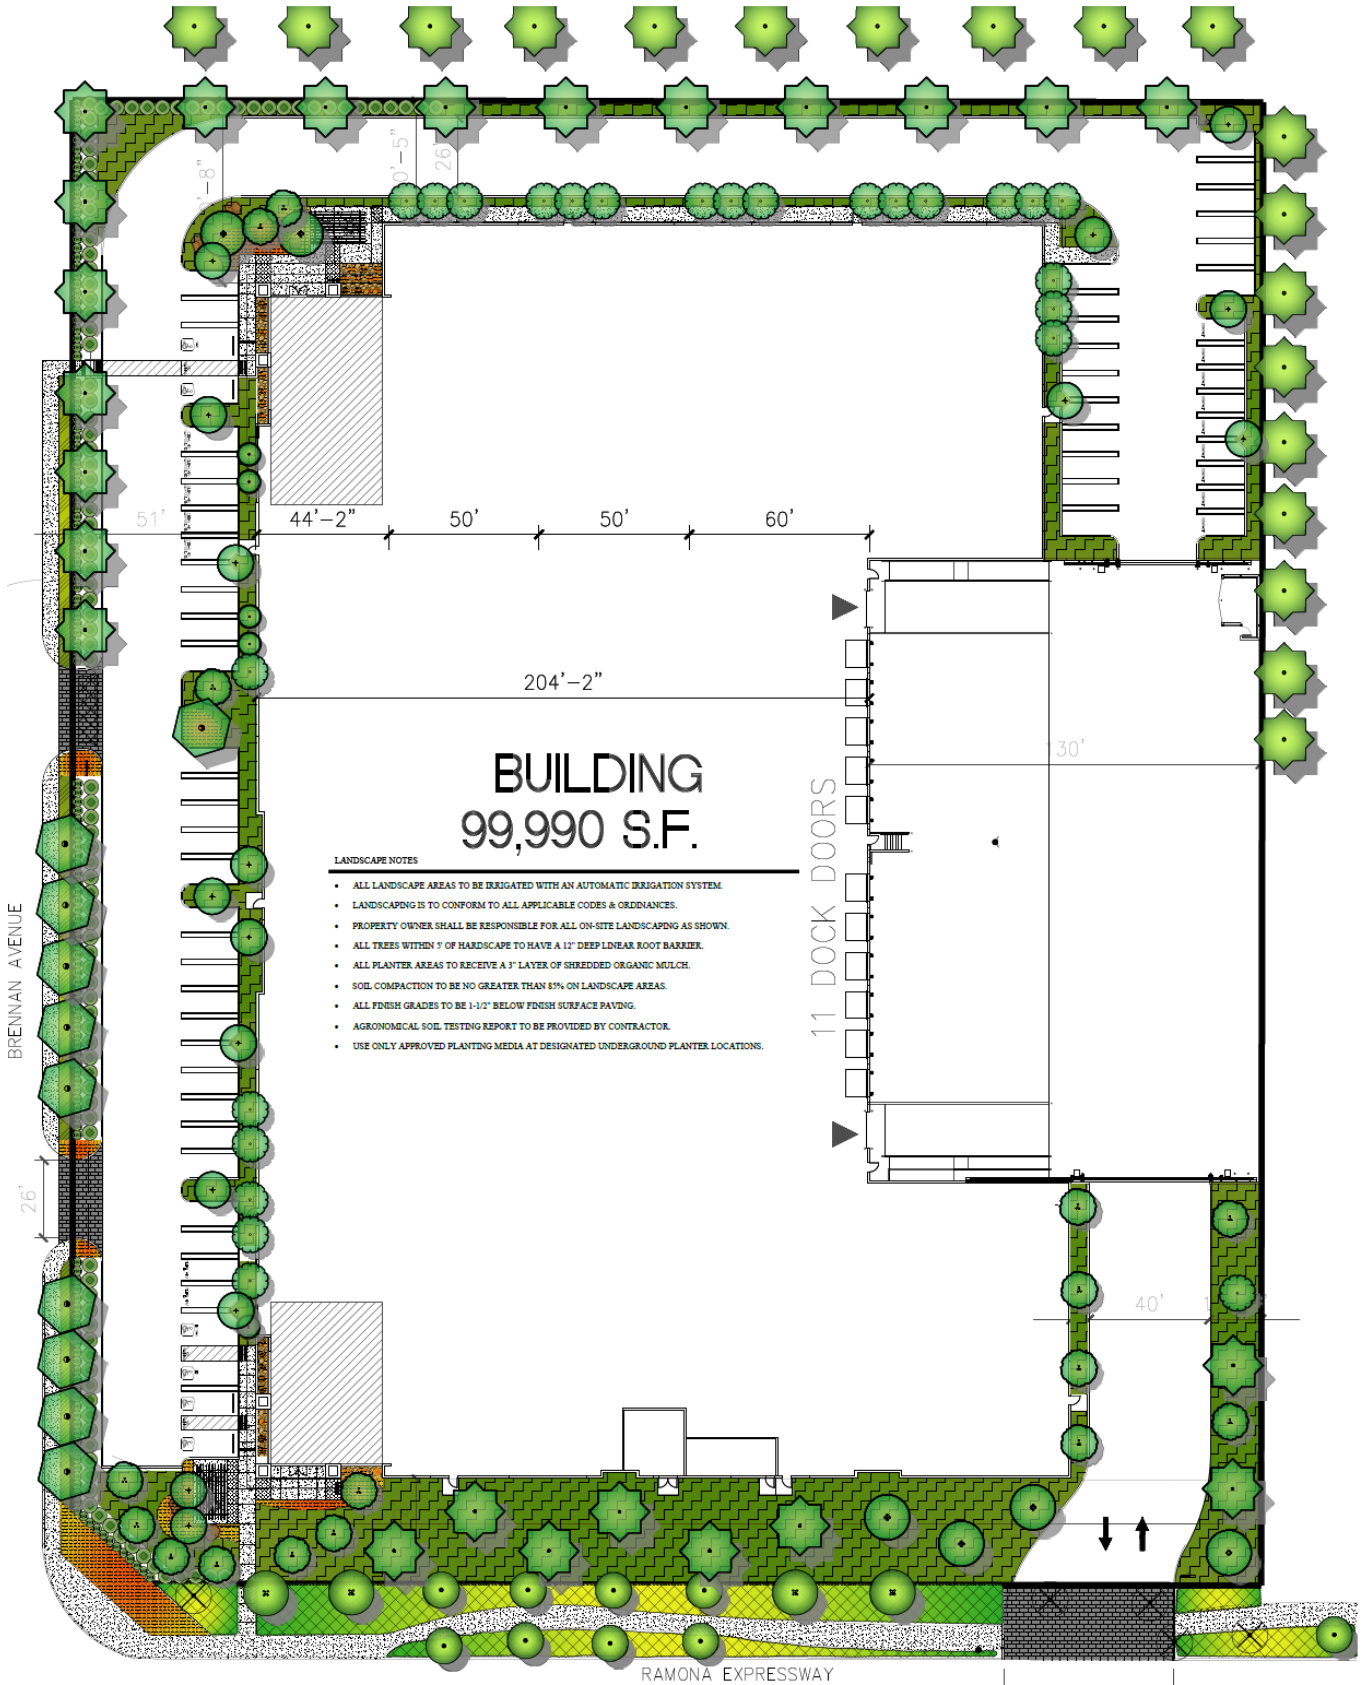 0'-5"
26'
51'
44'-2"
50'
50'
60'
204'-2"
130'
BUILDING
99,990 S.F.
11 DOCK DOORS
LANDSCAPE NOTES
• ALL LANDSCAPE AREAS TO BE IRRIGATED WITH AN AUTOMATIC IRRIGATION SYSTEM.
• LANDSCAPING IS TO CONFORM TO ALL APPLICABLE CODES & ORDINANCES.
• PROPERTY OWNER SHALL BE RESPONSIBLE FOR ALL ON-SITE LANDSCAPING AS SHOWN.
• ALL TREES WITHIN 5' OF HARDSCAPE TO HAVE A 12" DEEP LINEAR ROOT BARRIER.
• ALL PLANTER AREAS TO RECEIVE A 3" LAYER OF SHREDDED ORGANIC MULCH.
• SOIL COMPACTION TO BE NO GREATER THAN 85% ON LANDSCAPE AREAS.
• ALL FINISH GRADES TO BE 1-1/2" BELOW FINISH SURFACE PAVING.
• AGRONOMICAL SOIL TESTING REPORT TO BE PROVIDED BY CONTRACTOR.
• USE ONLY APPROVED PLANTING MEDIA AT DESIGNATED UNDERGROUND PLANTER LOCATIONS.
BRENNAN AVENUE
26'
40'
RAMONA EXPRESSWAY